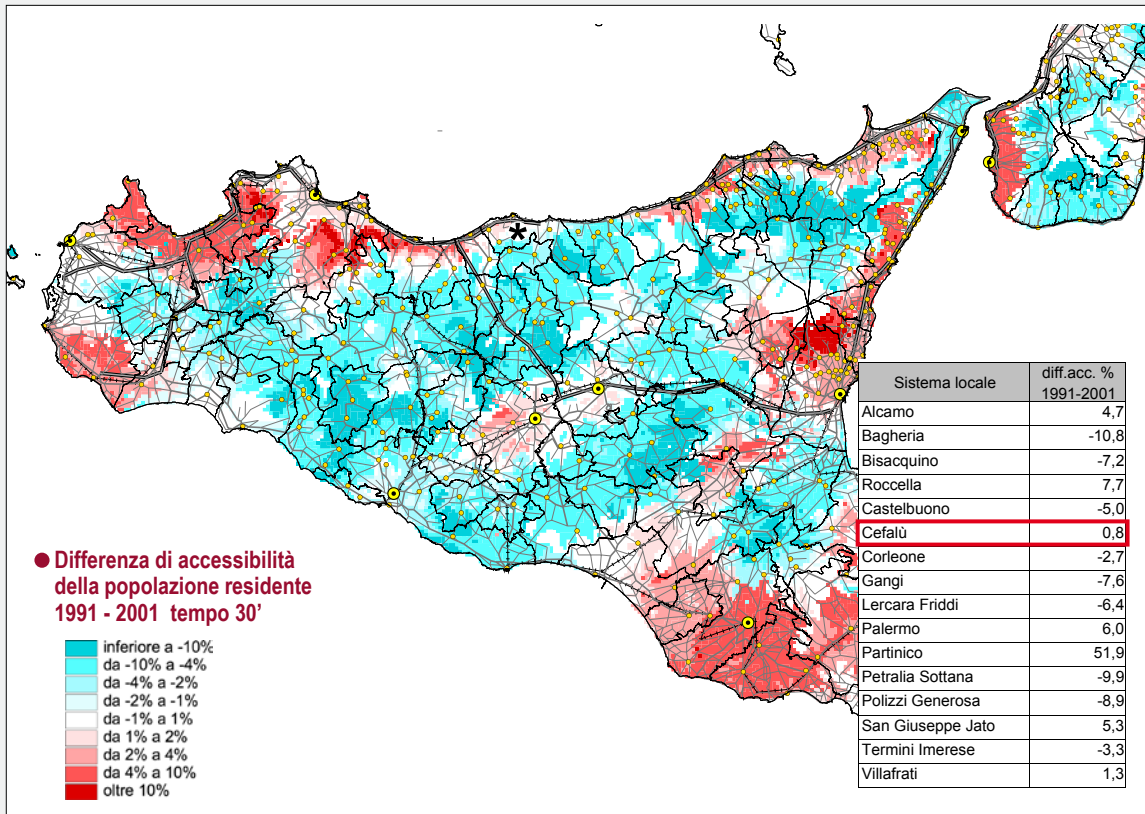 Sistema locale diff.acc. % 1991-2001
Alcamo 4,7
Bagheria -10,8
Bisacquino -7,2
Roccella 7,7
Castelbuono -5,0
Cefalù 0,8
Corleone -2,7
Gangi -7,6
Lercara Friddi -6,4
Palermo 6,0
Partinico 51,9
Petralia Sottana -9,9
Polizzi Generosa -8,9
San Giuseppe Jato 5,3
Termini Imerese -3,3
Villafrati 1,3
● Differenza di accessibilità
della popolazione residente
1991 - 2001 tempo 30’
inferiore a -10%
da -10% a -4%
da -4% a -2%
da -2% a -1%
da -1% a 1%
da 1% a 2%
da 2% a 4%
da 4% a 10%
oltre 10%